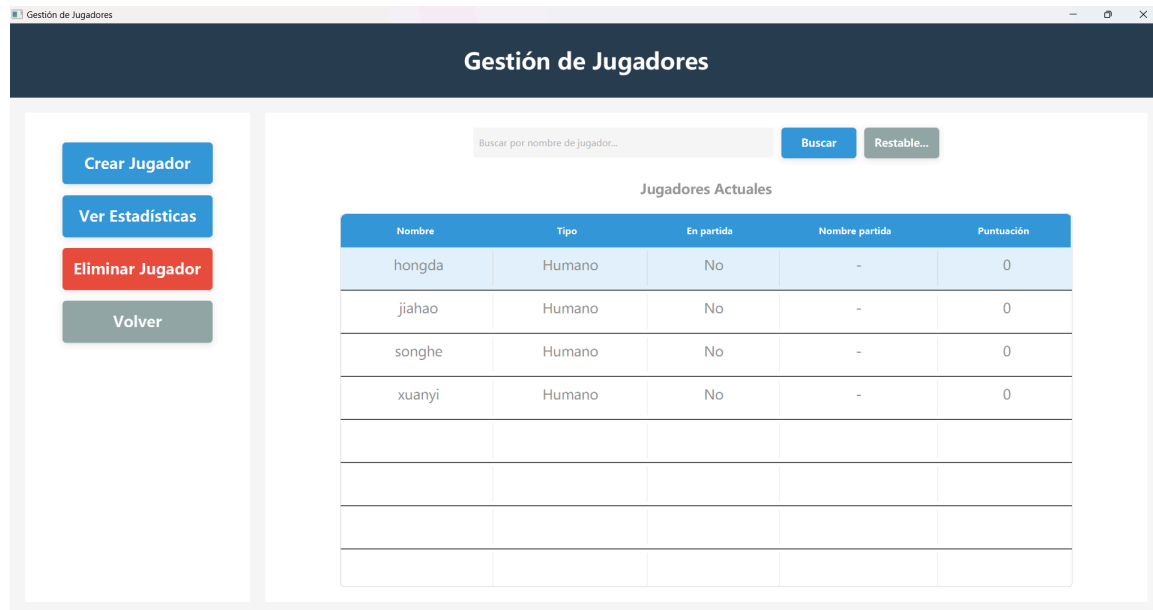 Gestión de Jugadores
Gestión de Jugadores
Crear Jugador
Ver Estadísticas
Eliminar Jugador
Volver
Buscar por nombre de jugador... Buscar Restable...
Jugadores Actuales
Nombre Tipo En partida Nombre partida Puntuación
hongda Humano No - 0
jiahao Humano No - 0
songhe Humano No - 0
xuanyi Humano No - 0